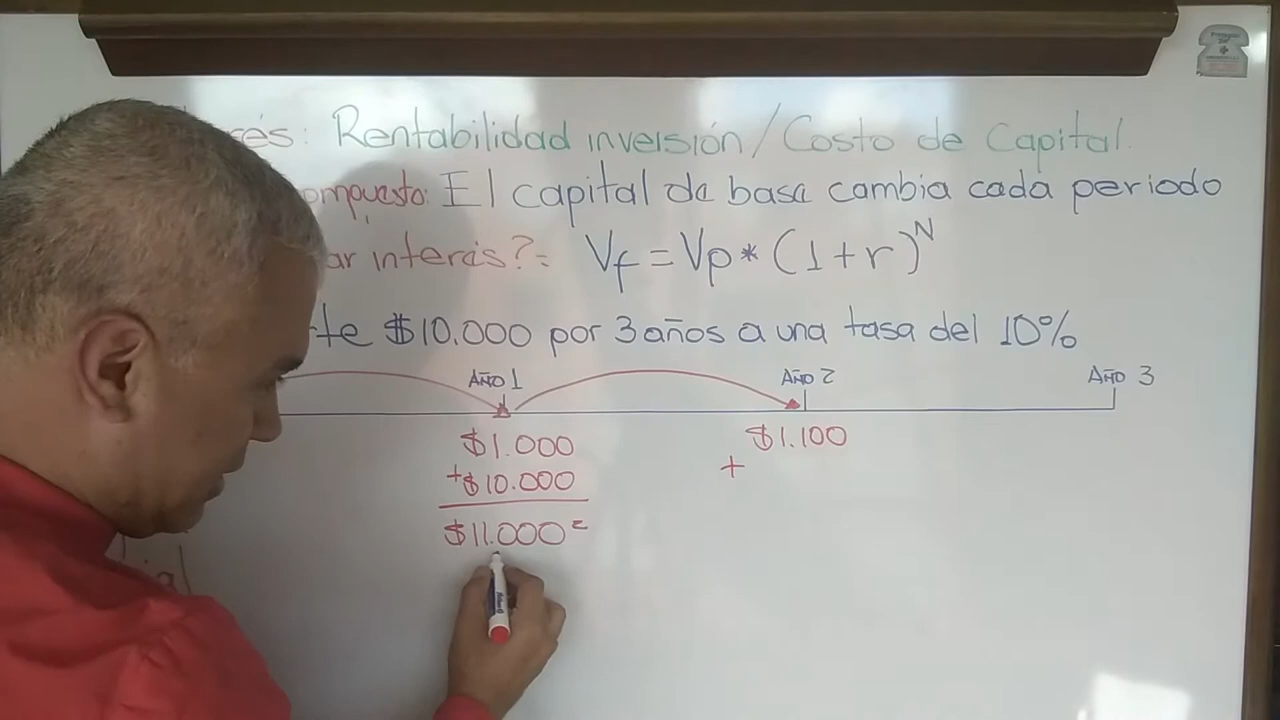 és: Rentabilidad inversión / Costo de Capital.
ompuesto: El capital de base cambia cada periodo
ar interés?= Vf = Vp * (1+r)^N
te $10.000 por 3 años a una tasa del 10%
AÑO 1 AÑO 2 AÑO 3
$1.000 $1.100
+$10.000 +
$11.000=